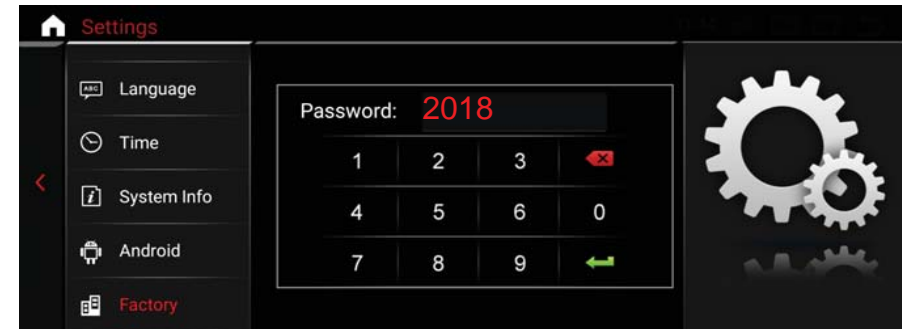 Settings
ABC Language
Time
i System Info
Android
Factory
Password: 2018
1 2 3
4 5 6 0
7 8 9